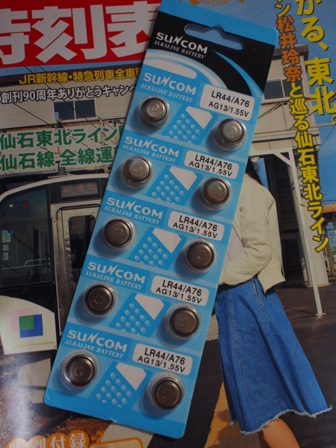 時刻表
JR新幹線・特急列車全車
創刊90周年ありがとうキャンペ
仙石東北ライン
仙石線 全線運
がる、東北。
松井玲奈と巡る仙石東北ライン
SUNCOM
ALKALINE BATTERY
LR44/A76
AG13/1.55V
SUNCOM
ALKALINE BATTERY
LR44/A76
AG13/1.55V
SUNCOM
ALKALINE BATTERY
LR44/A76
AG13/1.55V
SUNCOM
ALKALINE BATTERY
LR44/A76
AG13/1.55V
SUNCOM
ALKALINE BATTERY
LR44/A76
AG13/1.55V
付録